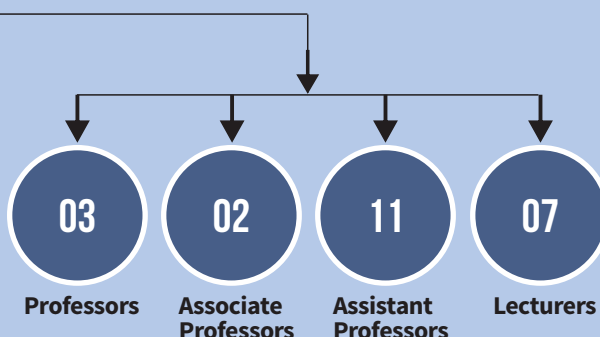 03
02
11
07
Professors
Associate
Professors
Assistant
Professors
Lecturers